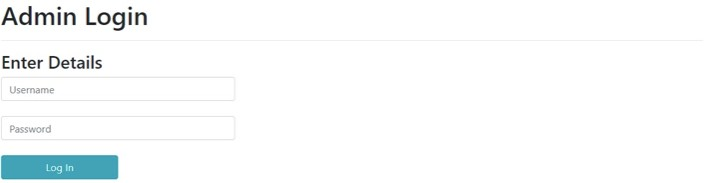 Admin Login
Enter Details
Username
Password
Log In